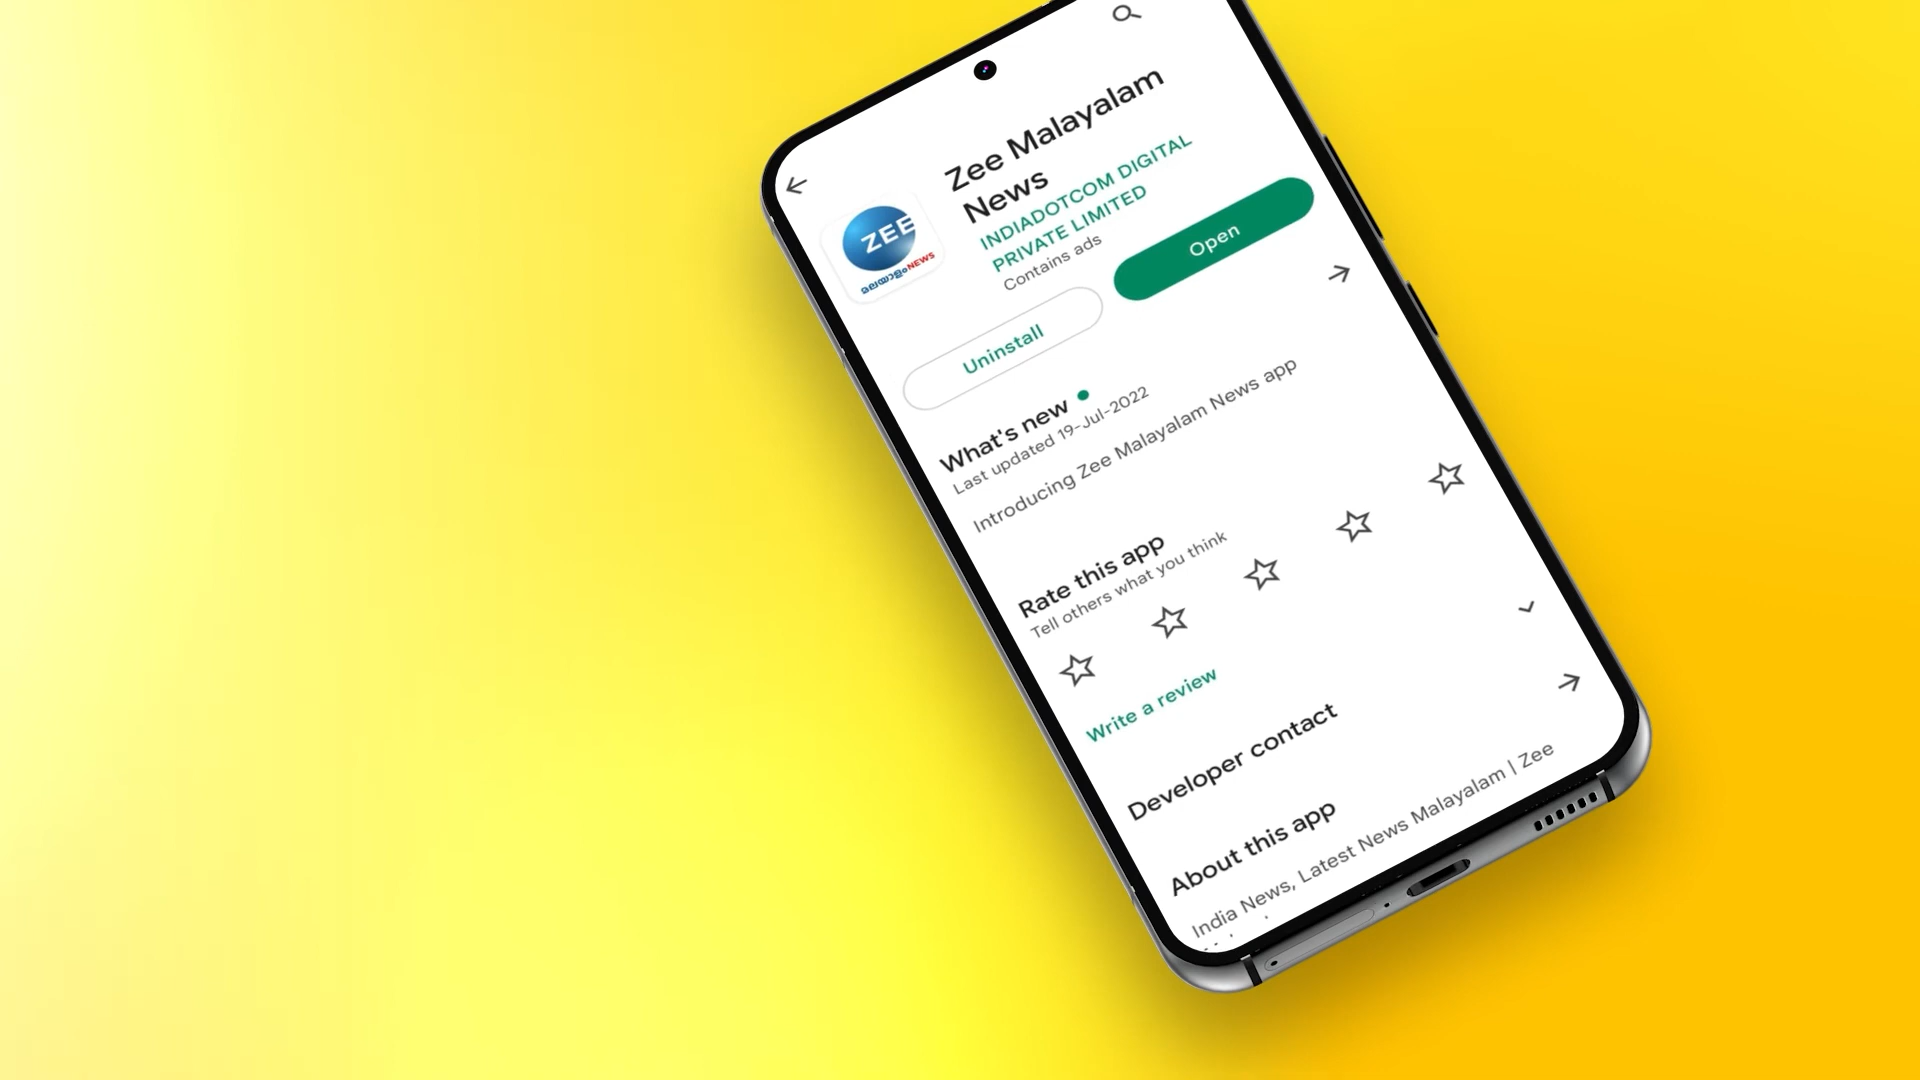 Zee Malayalam
News
INDIADOTCOM DIGITAL
PRIVATE LIMITED
Contains ads
ZEE
മലയാളംNEWS
Uninstall
Open
What's new
Last updated 19-Jul-2022
Introducing Zee Malayalam News app
Rate this app
Tell others what you think
Write a review
Developer contact
About this app
India News, Latest News Malayalam | Zee